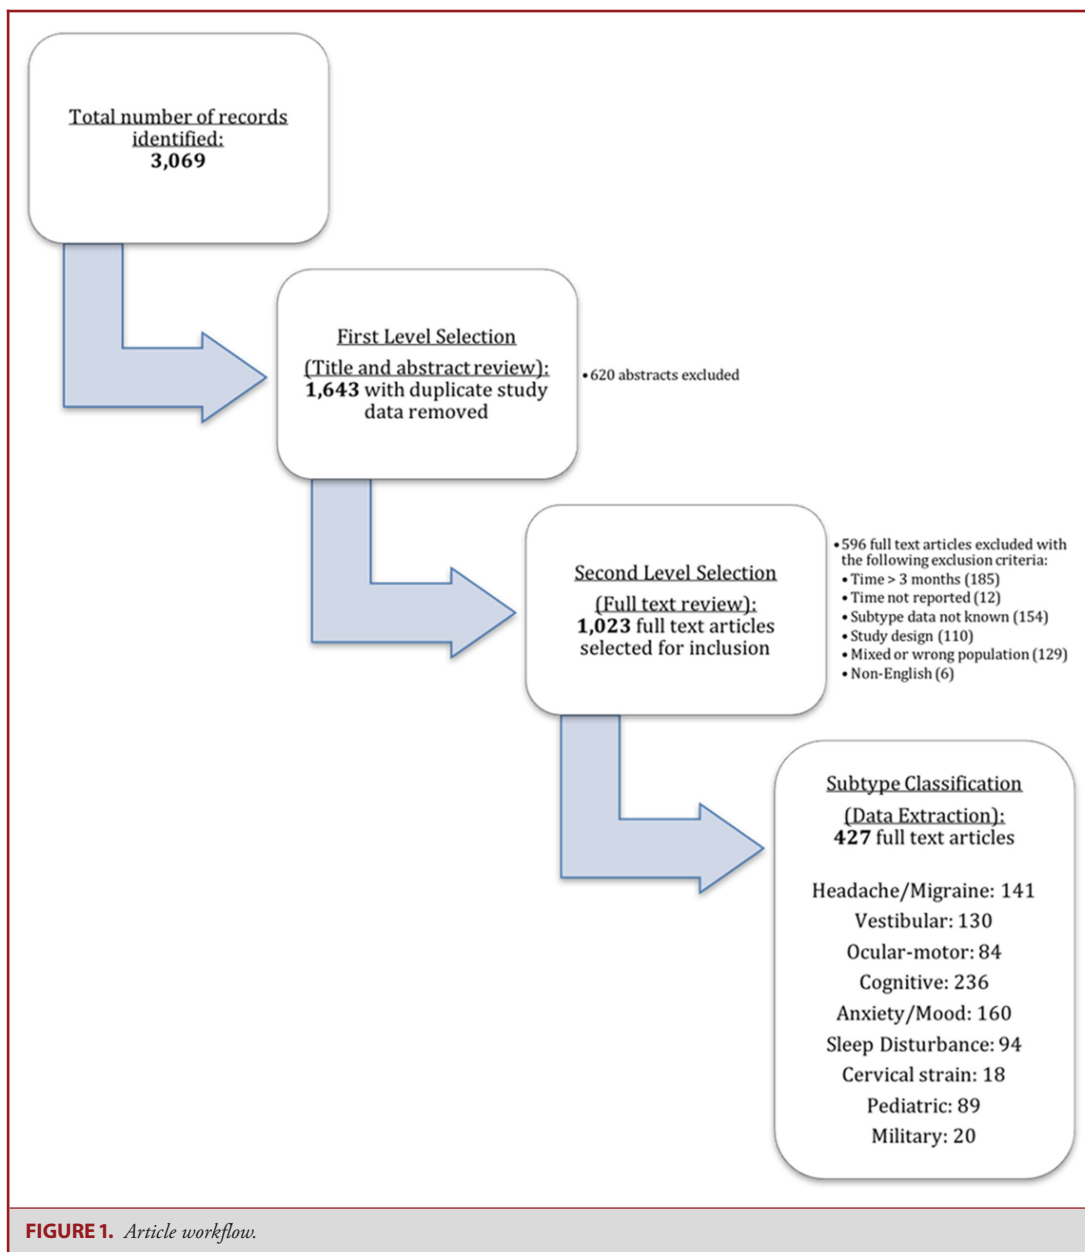 Total number of records
identified:
3,069
First Level Selection
(Title and abstract review):
1,643 with duplicate study
data removed
•620 abstracts excluded
Second Level Selection
(Full text review):
1,023 full text articles
selected for inclusion
•596 full text articles excluded with
the following exclusion criteria:
•Time > 3 months (185)
•Time not reported (12)
•Subtype data not known (154)
•Study design (110)
•Mixed or wrong population (129)
•Non-English (6)
Subtype Classification
(Data Extraction):
427 full text articles
Headache/Migraine: 141
Vestibular: 130
Ocular-motor: 84
Cognitive: 236
Anxiety/Mood: 160
Sleep Disturbance: 94
Cervical strain: 18
Pediatric: 89
Military: 20
FIGURE 1. Article workflow.